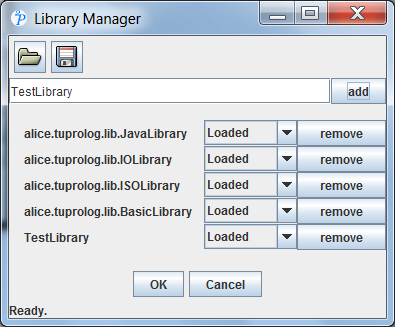 Library Manager
TestLibrary add
alice.tuprolog.lib.JavaLibrary Loaded remove
alice.tuprolog.lib.IOLibrary Loaded remove
alice.tuprolog.lib.ISOLibrary Loaded remove
alice.tuprolog.lib.BasicLibrary Loaded remove
TestLibrary Loaded remove
OK Cancel
Ready.